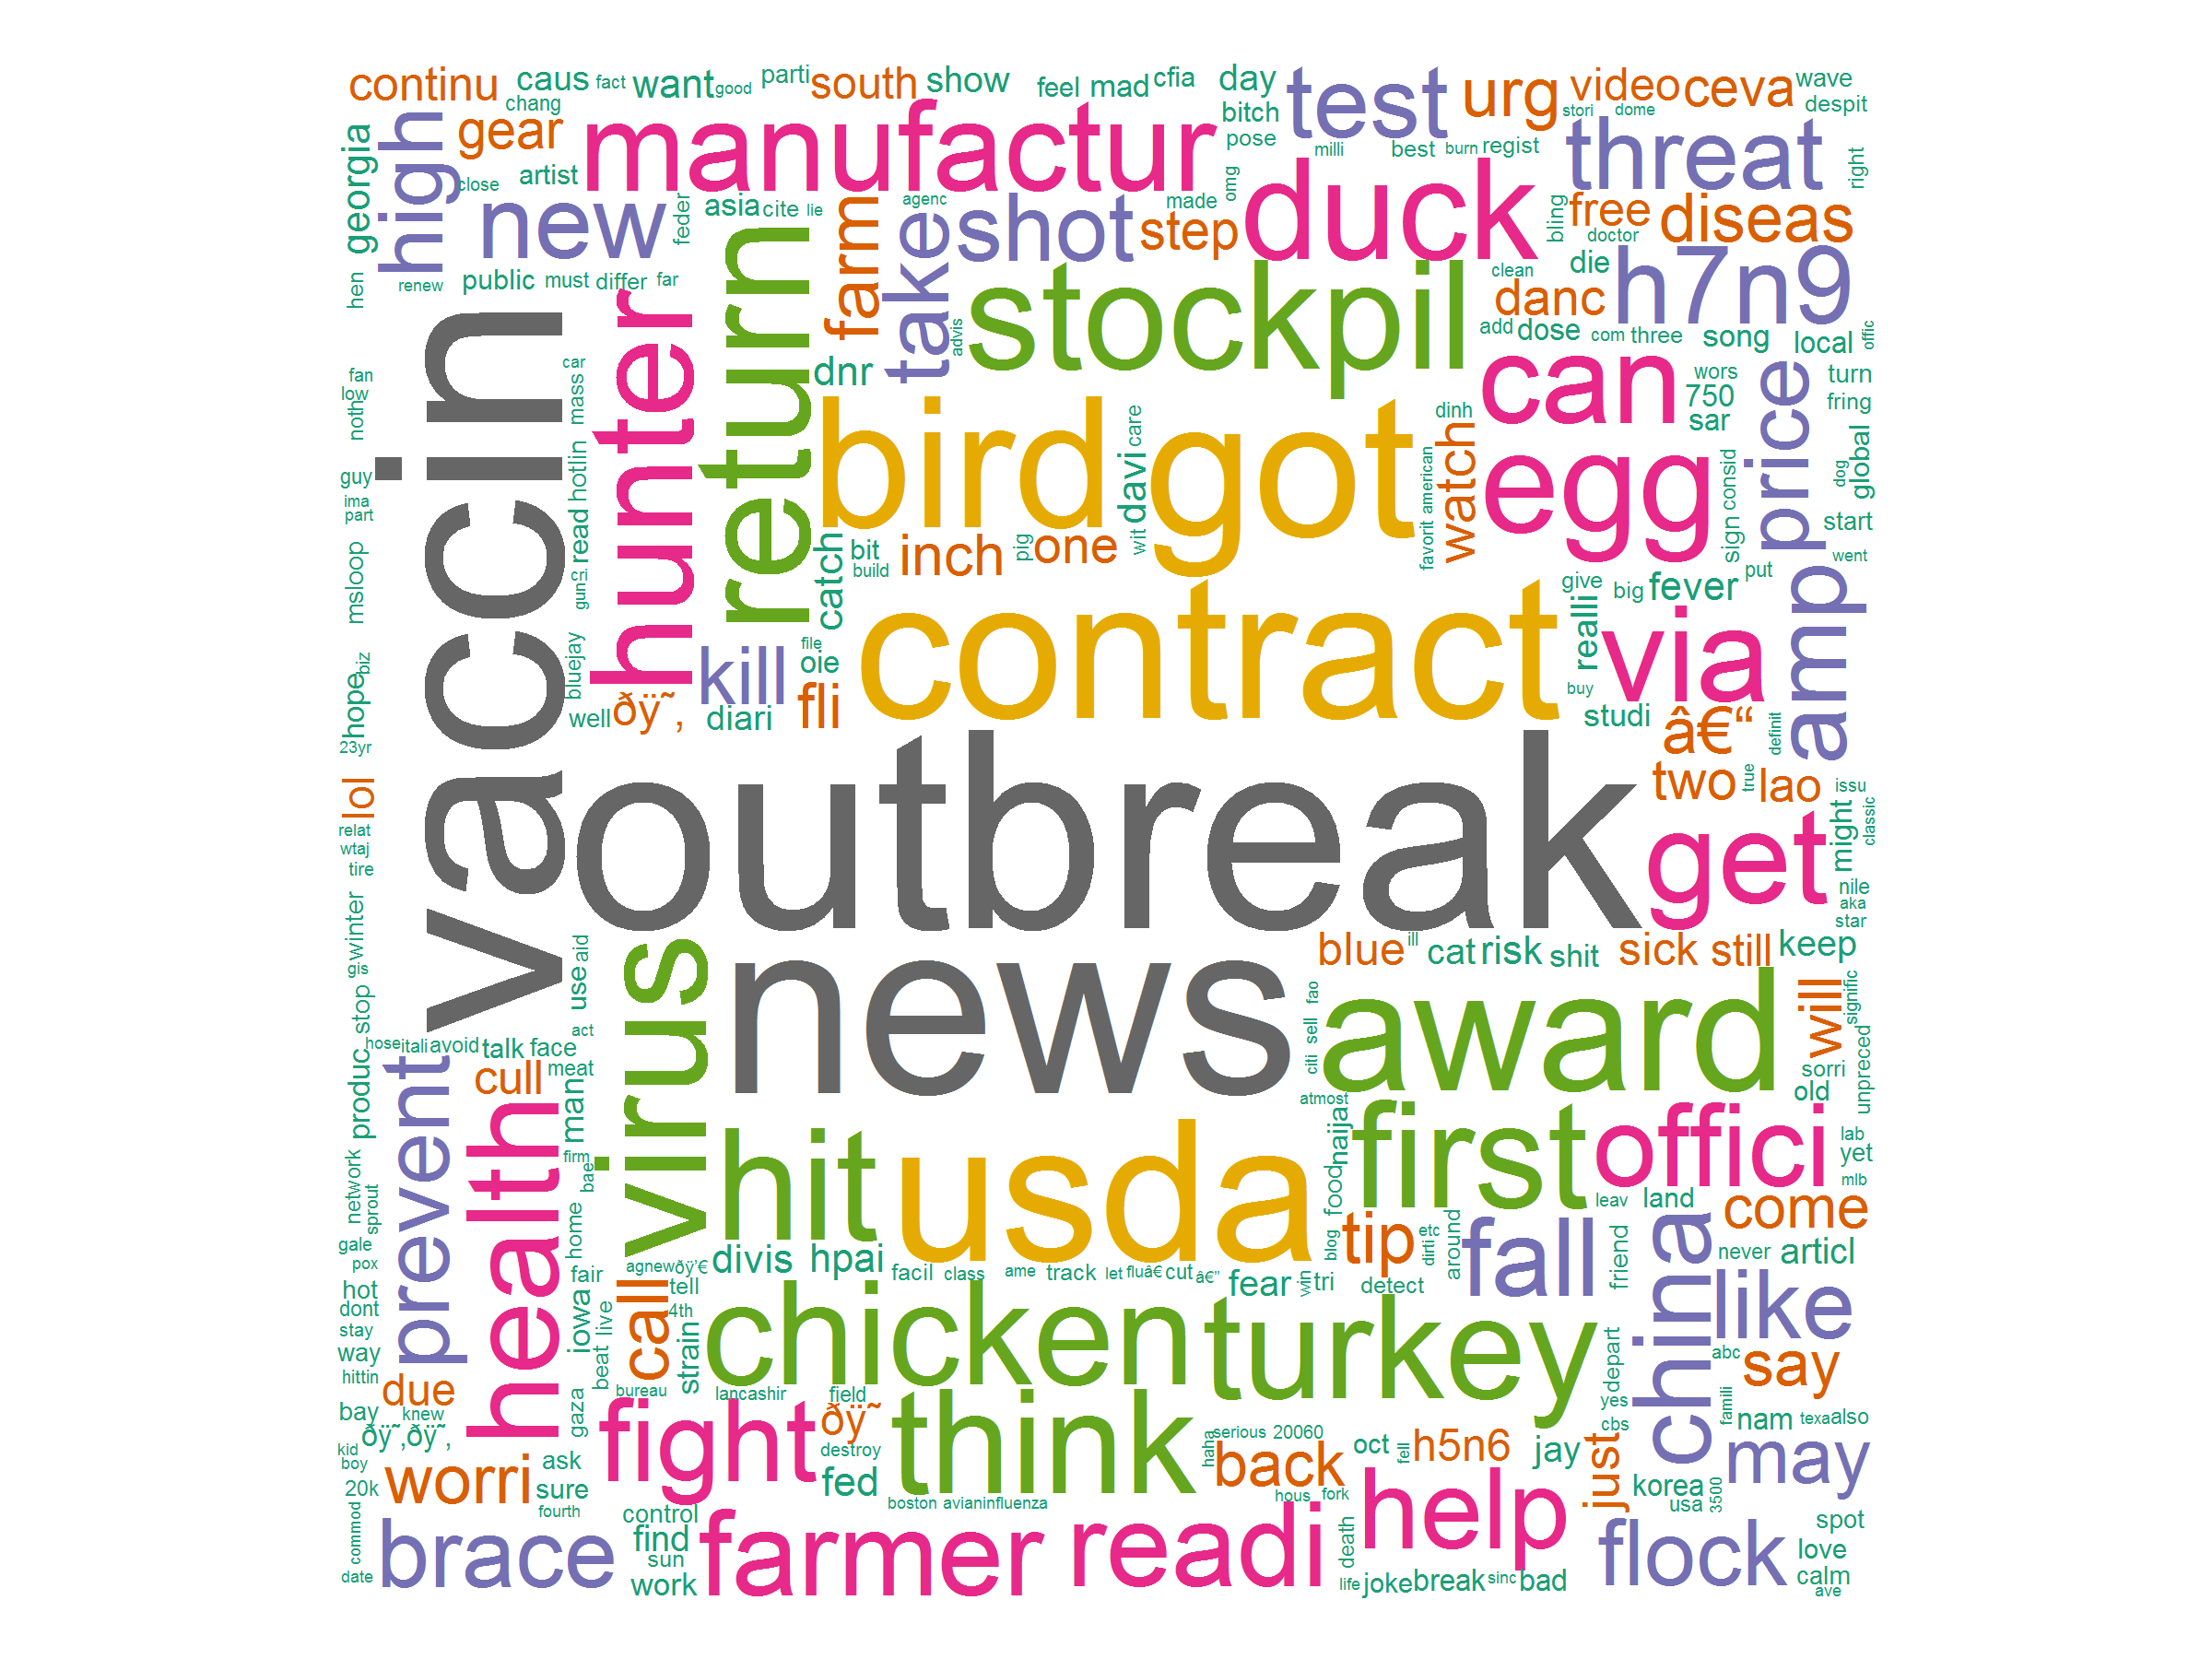 continu caus fact want good parti south show feel mad cfia day test urg video ceva wave
chang bitch stori dome despit
georgia high gear manufactur pose milli best burn regist threat right
close artist duck
new feder asia cite lie farm agenc take shot made step omg bling free diseas
doctor
hen renew public must differ far return advis stockpil clean die h7n9
danc
vaccin hunter dnr add dose com three song local offic
fan low noth car mass bird got can wors 750 sar price turn fring
contract
davi care dinh watch
guy ima part hotlin read wit favorit american egg sign consid dog global start
msloop gun cri catch bit build inch pig one went
give big fever put amp
hope biz bluejay kill file oie fli realli via
well ðŸ˜‚ diari buy studi â€“ definit
23yr outbreak two true lao issu
lol might classic
relat wtaj tire get
nile aka star
winter aid virus news blue ill cat risk shit sick still keep
gis use award will signific
stop act citi sell fao
produc hose itali avoid talk face sorri unpreced
prevent cull meat man atmost old
health hit usda naija first offici lab yet
firm mlb
network sprout bae food leav land
home tip etc fall china come
gale pox divis hpai blog dirti around friend never articl
agnew ðŸ’€ facil class ame track let fluâ€ cut â€” fear win tri detect
hot fair tell like
dont iowa live call 4th chicken turkey
stay way beat strain depart abc say
hittin bureau lancashir field yes
due gaza fight ðŸ˜ think famili
bay knew cbs nam texa also
ðŸ˜‚ðŸ˜‚ destroy haha serious 20060 oct fell h5n6 jay just may
kid boy ask fed back korea
20k worri sure usa 3500
fourth boston avianinfluenza hous fork
commod brace control farmer readi help flock spot
find death love
sun
date work life joke break sinc bad calm
ave